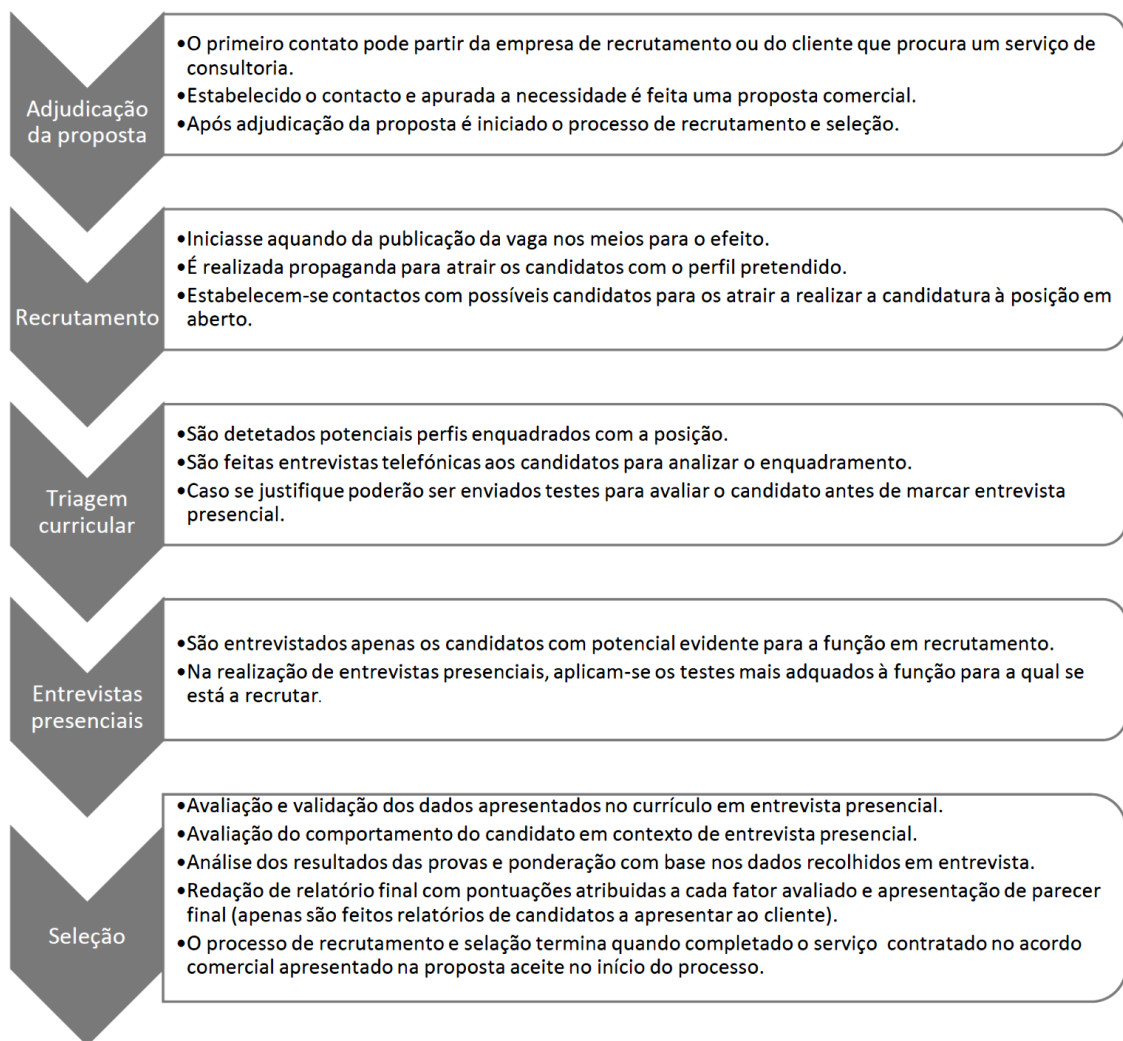 Adjudicação
da proposta
•O primeiro contato pode partir da empresa de recrutamento ou do cliente que procura um serviço de
consultoria.
•Estabelecido o contacto e apurada a necessidade é feita uma proposta comercial.
•Após adjudicação da proposta é iniciado o processo de recrutamento e seleção.
Recrutamento
•Iniciasse aquando da publicação da vaga nos meios para o efeito.
•É realizada propaganda para atrair os candidatos com o perfil pretendido.
•Estabelecem-se contactos com possíveis candidatos para os atrair a realizar a candidatura à posição em
aberto.
Triagem
curricular
•São detetados potenciais perfis enquadrados com a posição.
•São feitas entrevistas telefónicas aos candidatos para analizar o enquadramento.
•Caso se justifique poderão ser enviados testes para avaliar o candidato antes de marcar entrevista
presencial.
Entrevistas
presenciais
•São entrevistados apenas os candidatos com potencial evidente para a função em recrutamento.
•Na realização de entrevistas presenciais, aplicam-se os testes mais adquados à função para a qual se
está a recrutar.
Seleção
•Avaliação e validação dos dados apresentados no currículo em entrevista presencial.
•Avaliação do comportamento do candidato em contexto de entrevista presencial.
•Análise dos resultados das provas e ponderação com base nos dados recolhidos em entrevista.
•Redação de relatório final com pontuações atribuidas a cada fator avaliado e apresentação de parecer
final (apenas são feitos relatórios de candidatos a apresentar ao cliente).
•O processo de recrutamento e selação termina quando completado o serviço contratado no acordo
comercial apresentado na proposta aceite no início do processo.